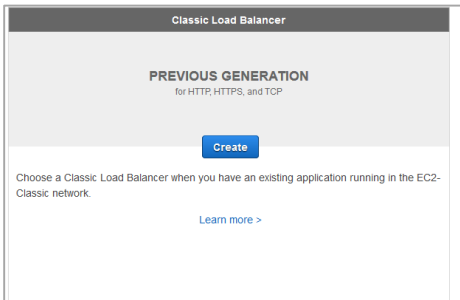 Classic Load Balancer
PREVIOUS GENERATION
for HTTP, HTTPS, and TCP
Create
Choose a Classic Load Balancer when you have an existing application running in the EC2-
Classic network.
Learn more >